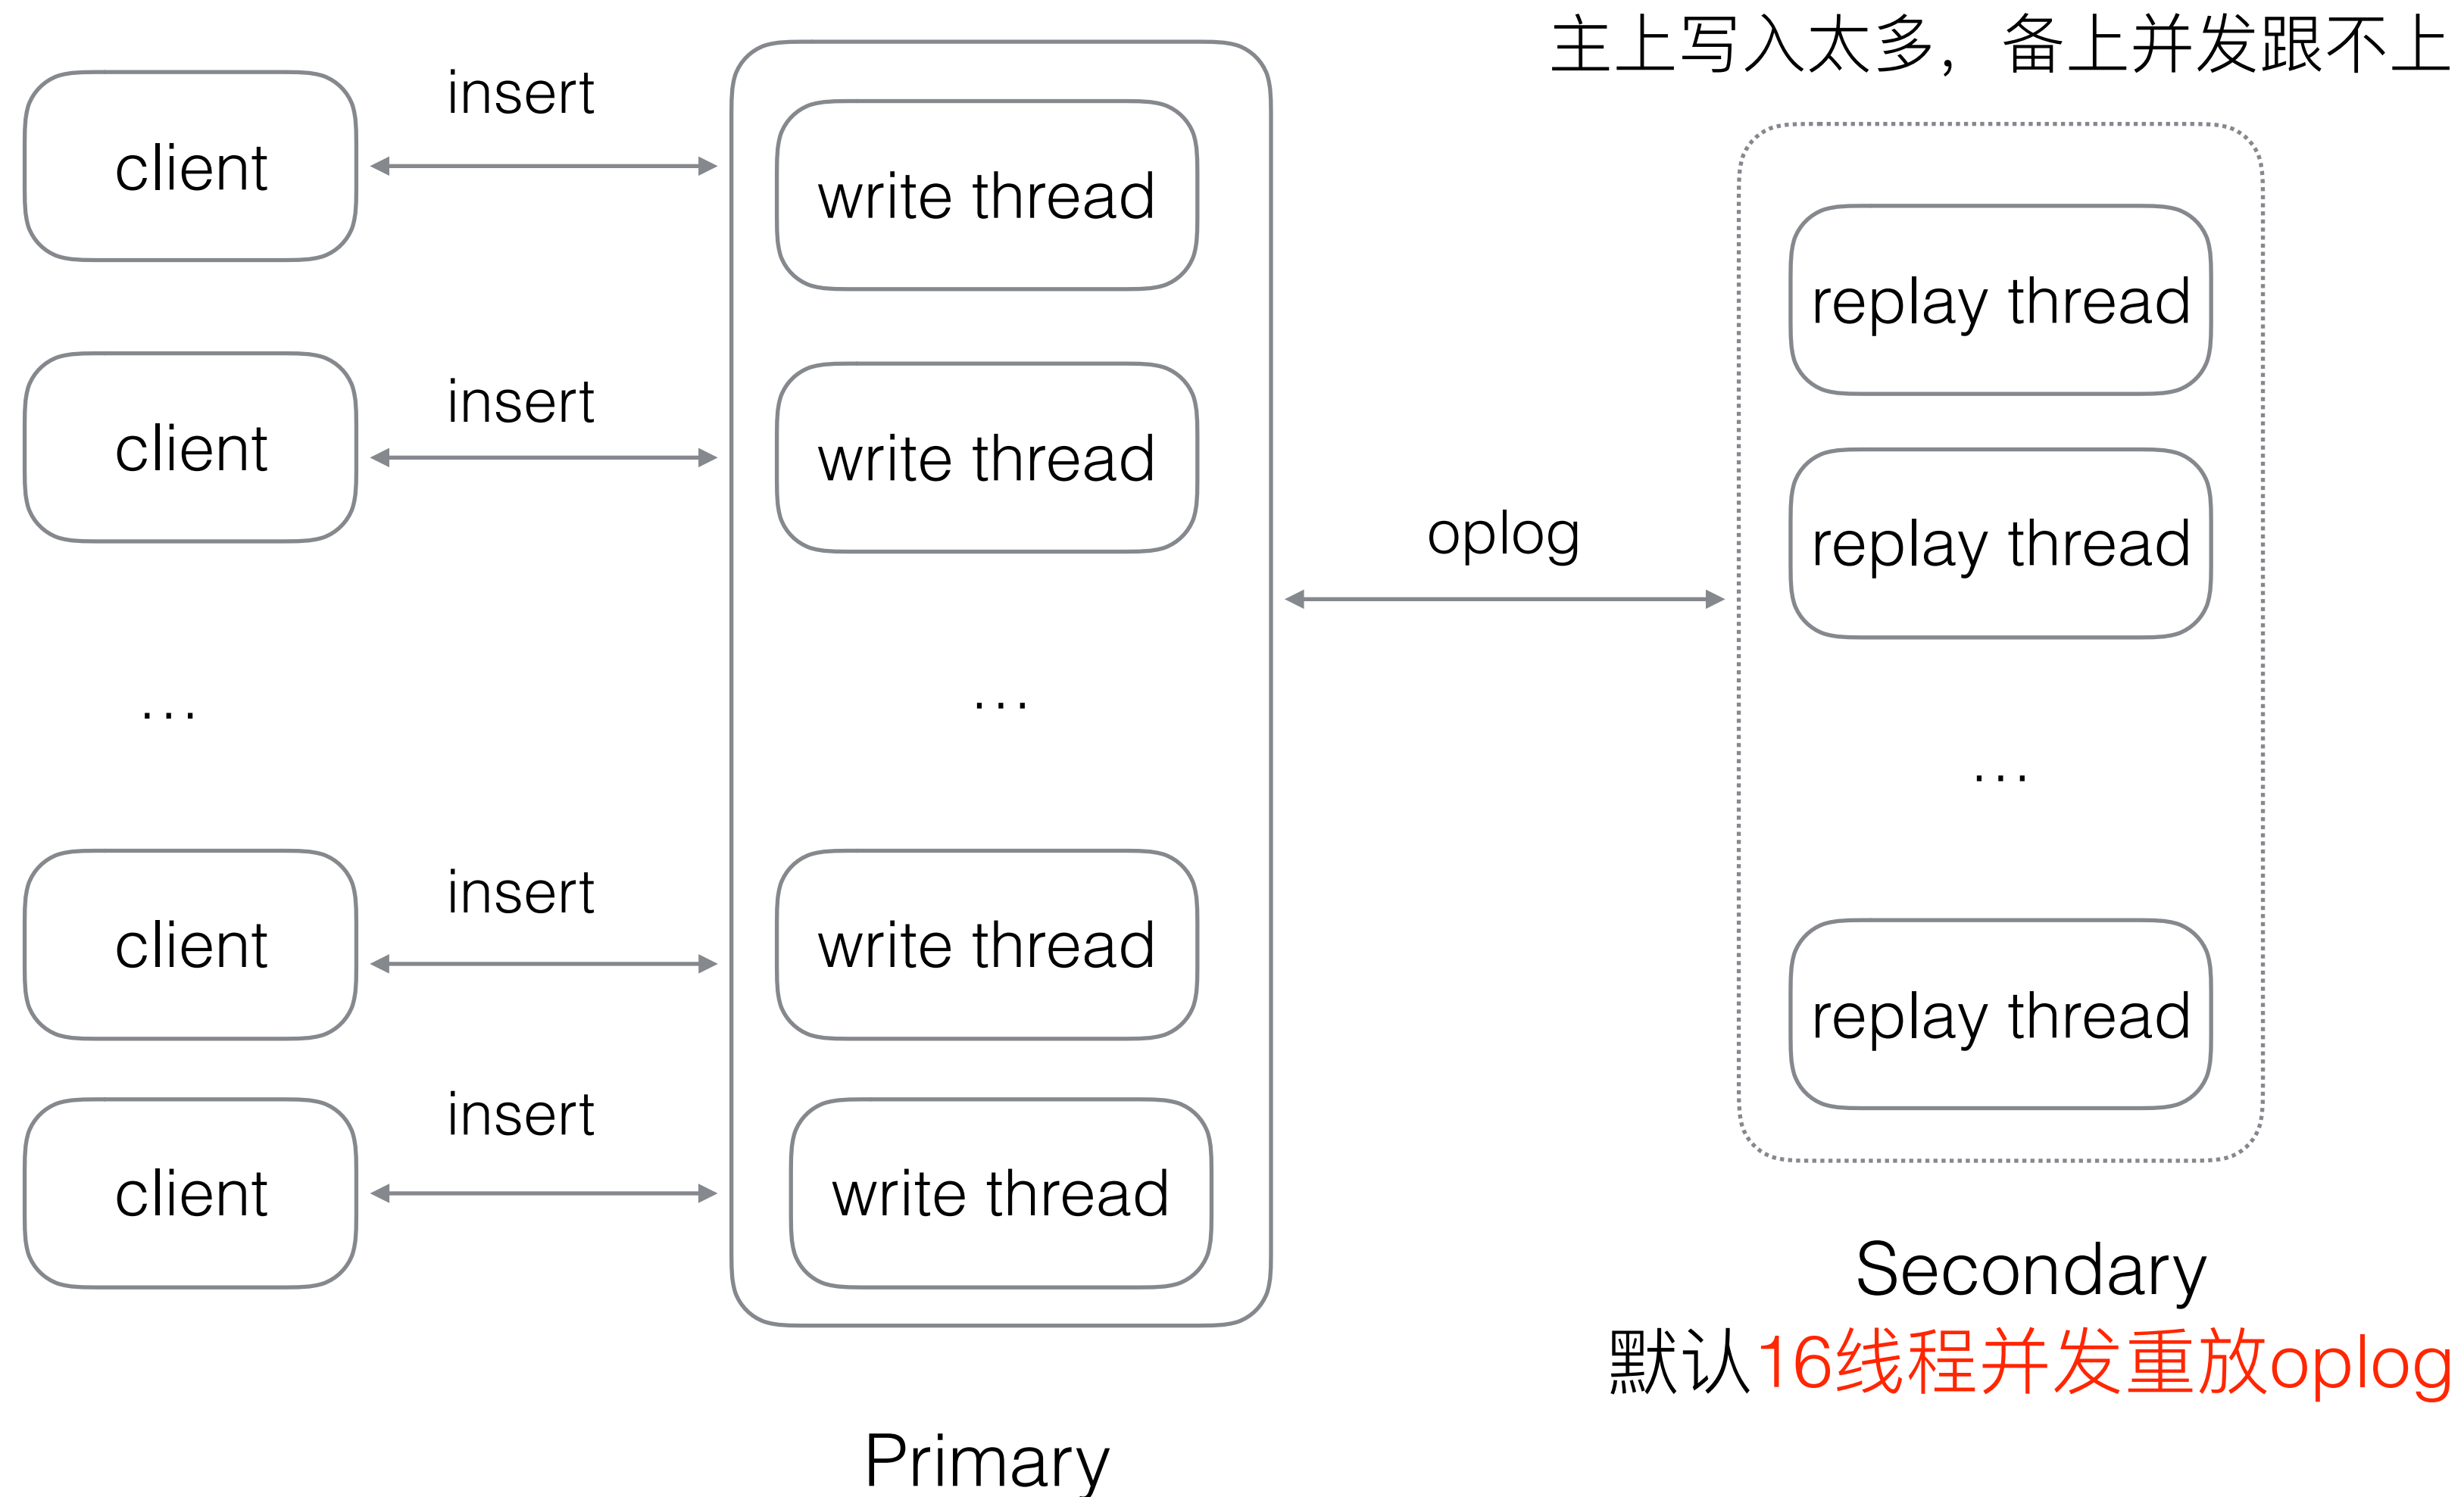 主上写入太多，备上并发跟不上
client
insert
write thread
replay thread
client
insert
write thread
replay thread
oplog
...
...
...
client
insert
write thread
replay thread
client
insert
write thread
Secondary
默认16线程并发重放oplog
Primary